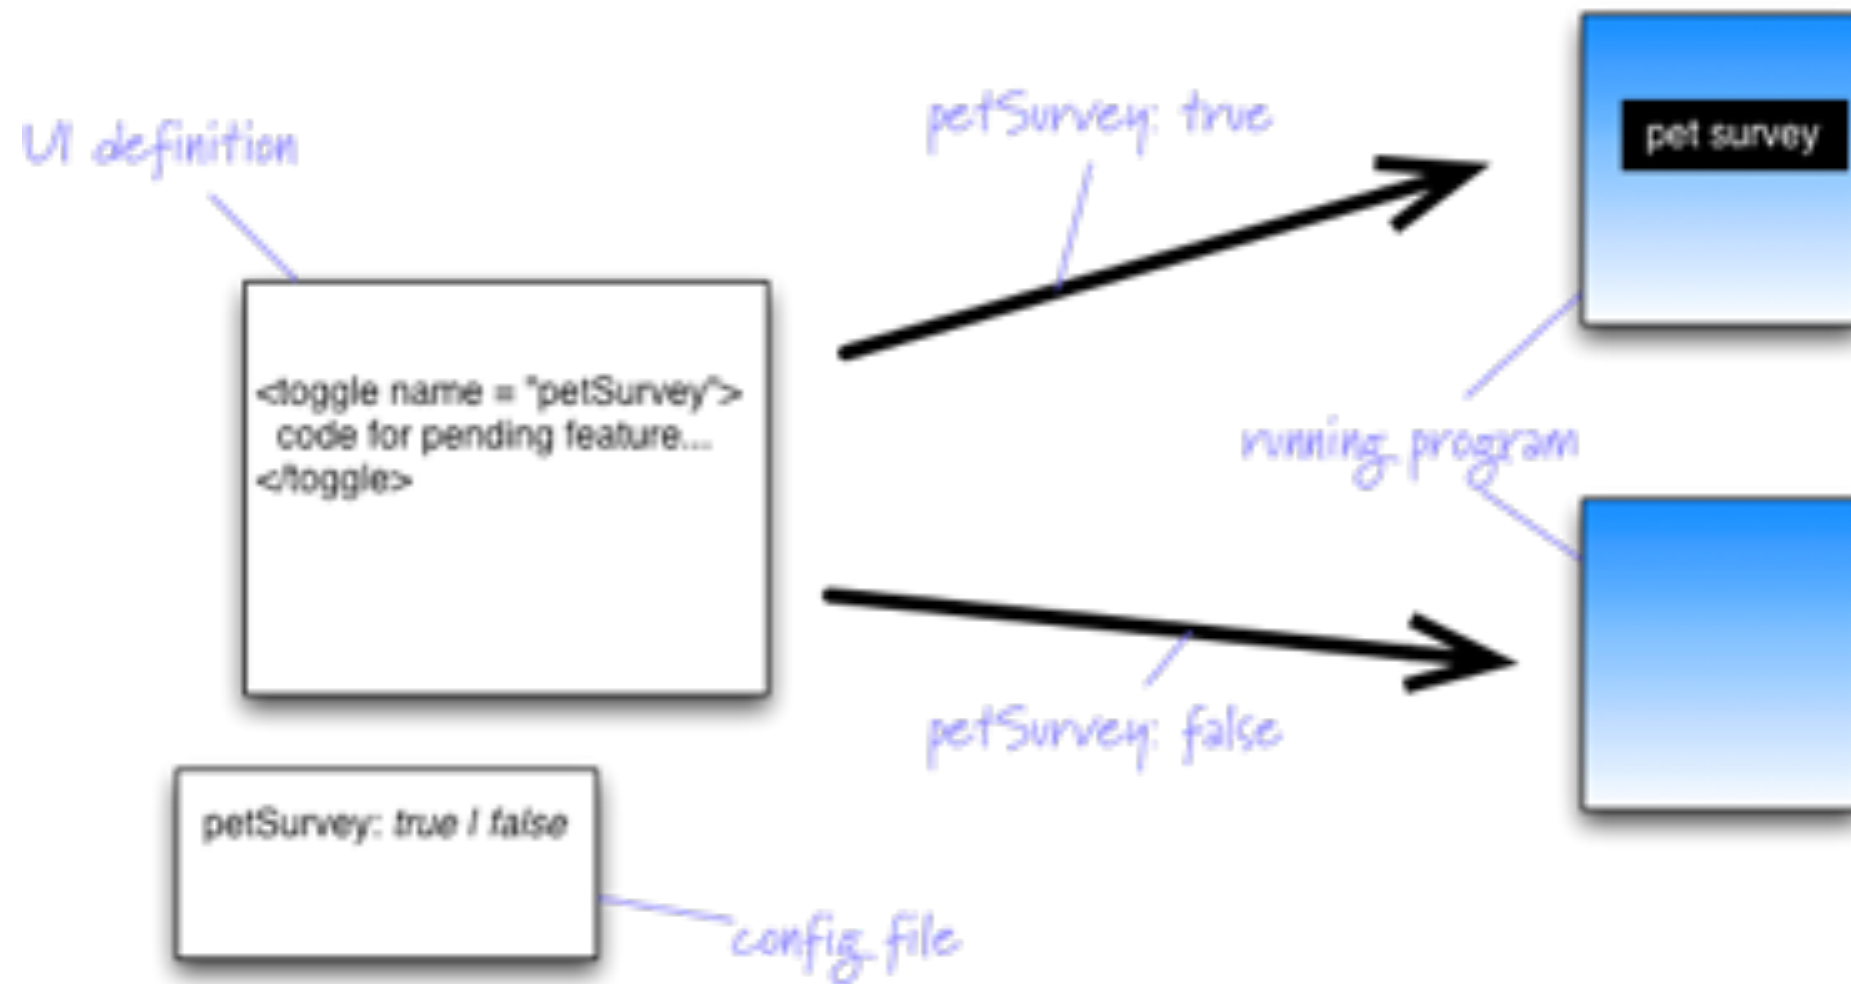 UI definition
petSurvey: true
pet survey
<toggle name = "petSurvey">
code for pending feature...
</toggle>
running program
petSurvey: false
petSurvey: true / false
config file